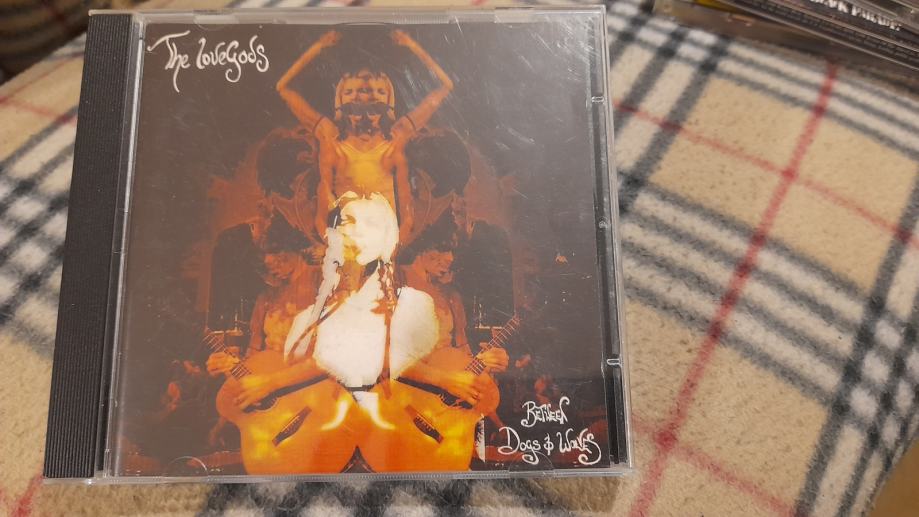 The LoveGods
Between
Dogs & Wolves